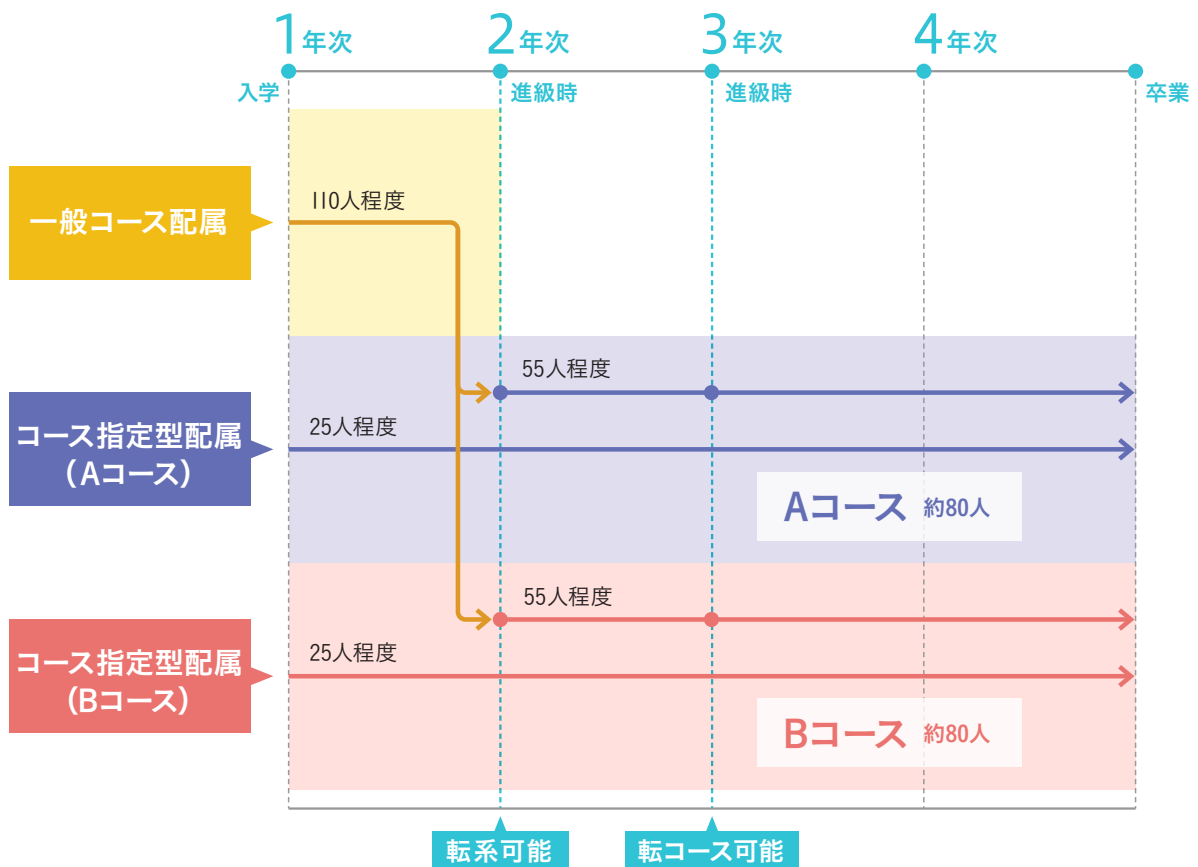 1年次
2年次
3年次
4年次
入学
進級時
進級時
卒業
一般コース配属
110人程度
55人程度
コース指定型配属
(Aコース)
25人程度
Aコース 約80人
55人程度
コース指定型配属
(Bコース)
25人程度
Bコース 約80人
転系可能
転コース可能